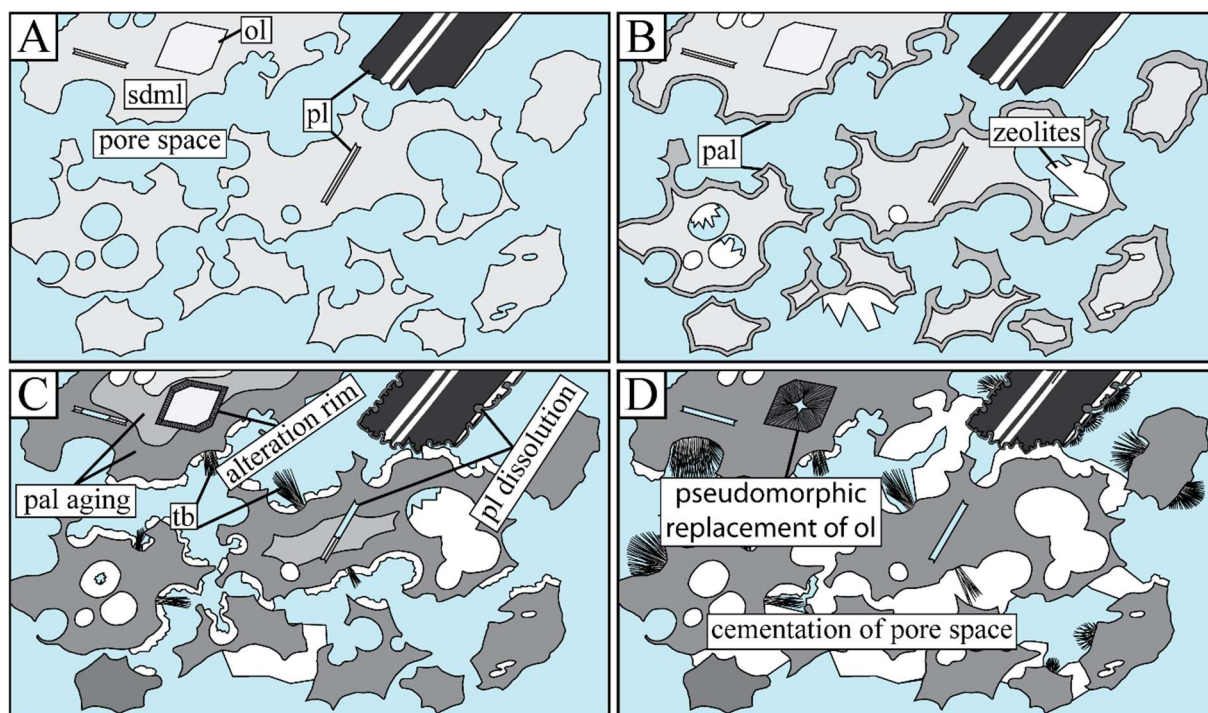 A
ol
sdml
pl
pore space
B
pal
zeolites
C
pal aging
tb
alteration rim
pl dissolution
D
pseudomorphic
replacement of ol
cementation of pore space